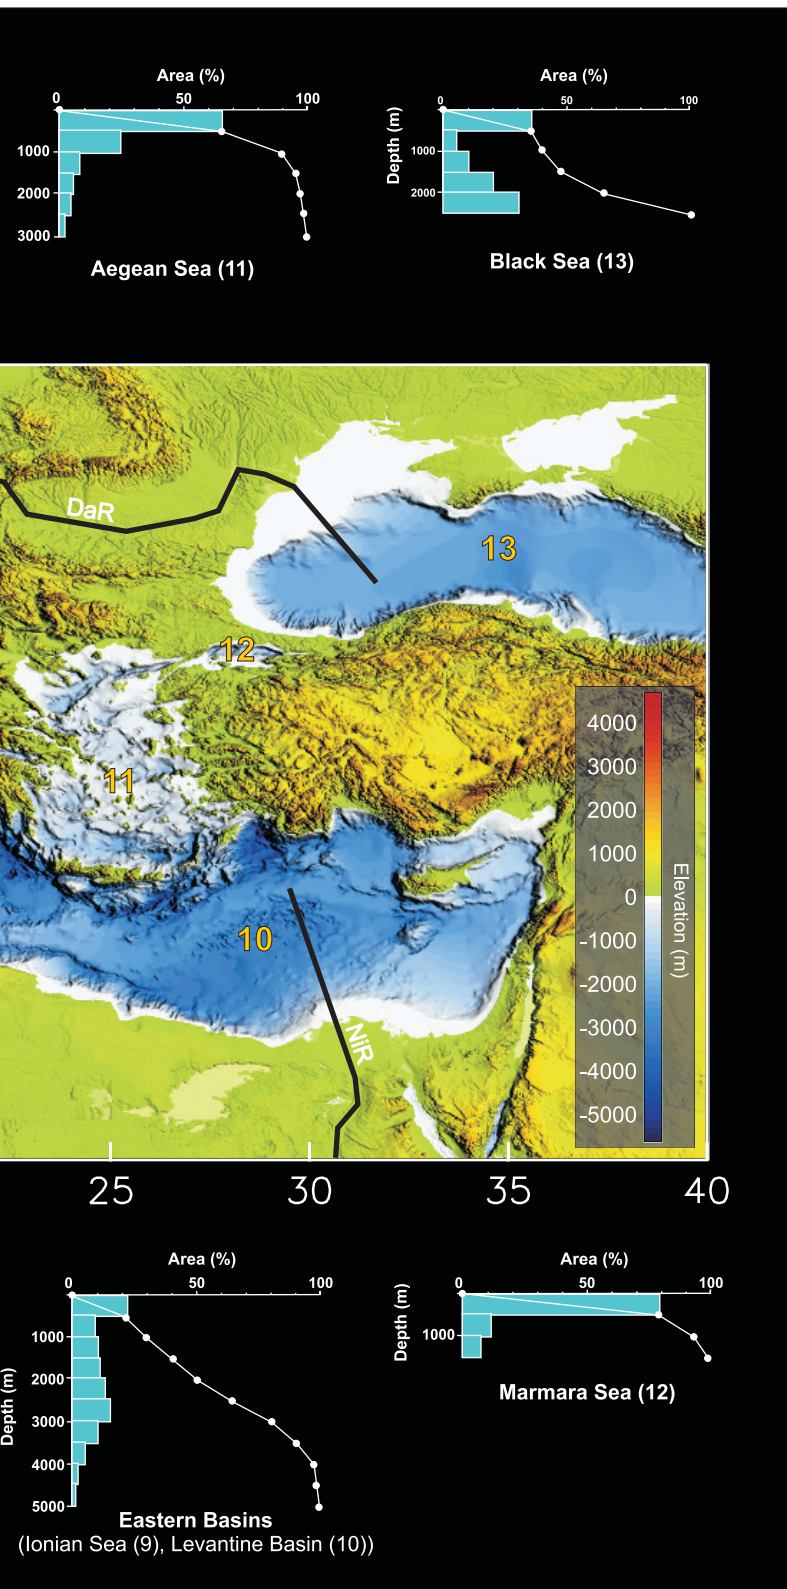 Area (%)
0 50 100
1000
2000
3000
Aegean Sea (11)
Area (%)
0 50 100
Depth (m)
1000
2000
Black Sea (13)
DaR
13
12
11
10
NiR
4000
3000
2000
1000
0
-1000
-2000
-3000
-4000
-5000
Elevation (m)
25 30 35 40
Area (%)
0 50 100
Depth (m)
1000
2000
3000
4000
5000
Eastern Basins
(Ionian Sea (9), Levantine Basin (10))
Area (%)
0 50 100
Depth (m)
1000
Marmara Sea (12)